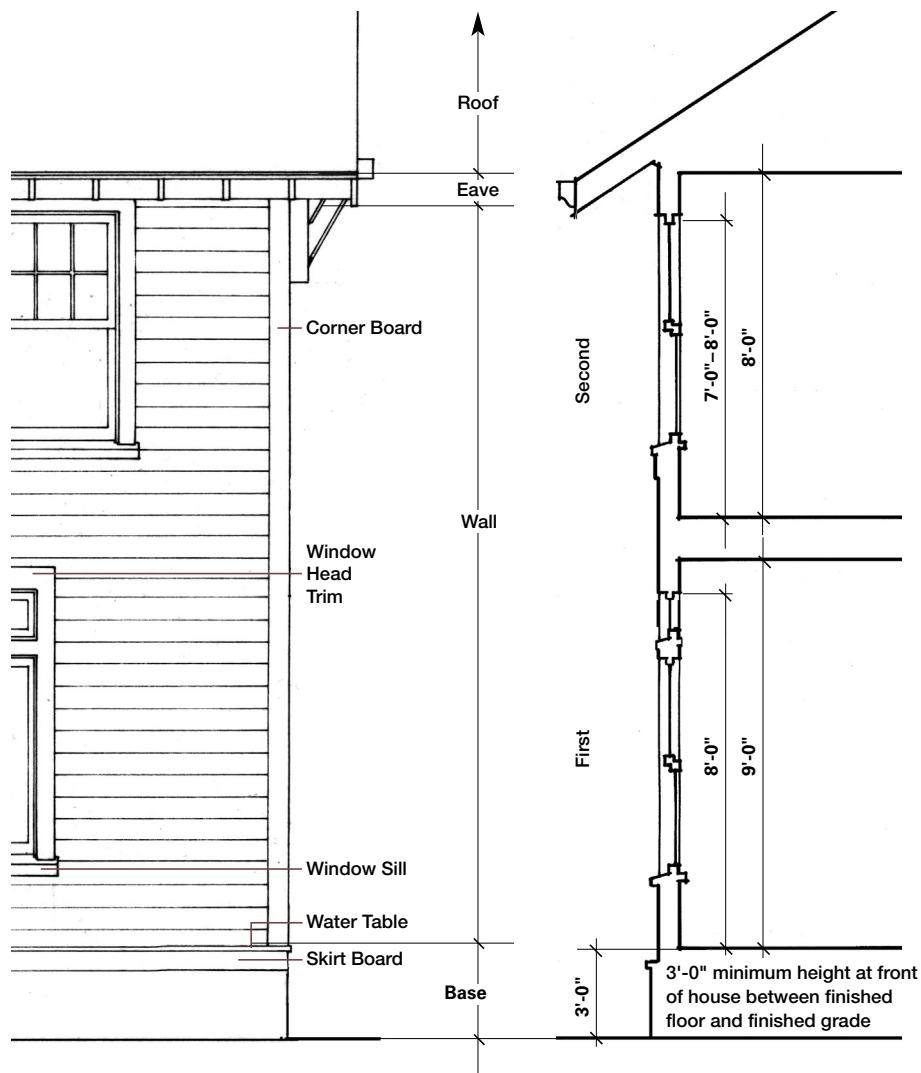 Roof
Eave
Corner Board
Wall
Window
Head
Trim
Window Sill
Water Table
Skirt Board
Base
Second
7'-0"–8'-0"
8'-0"
First
8'-0"
9'-0"
3'-0"
3'-0" minimum height at front
of house between finished
floor and finished grade